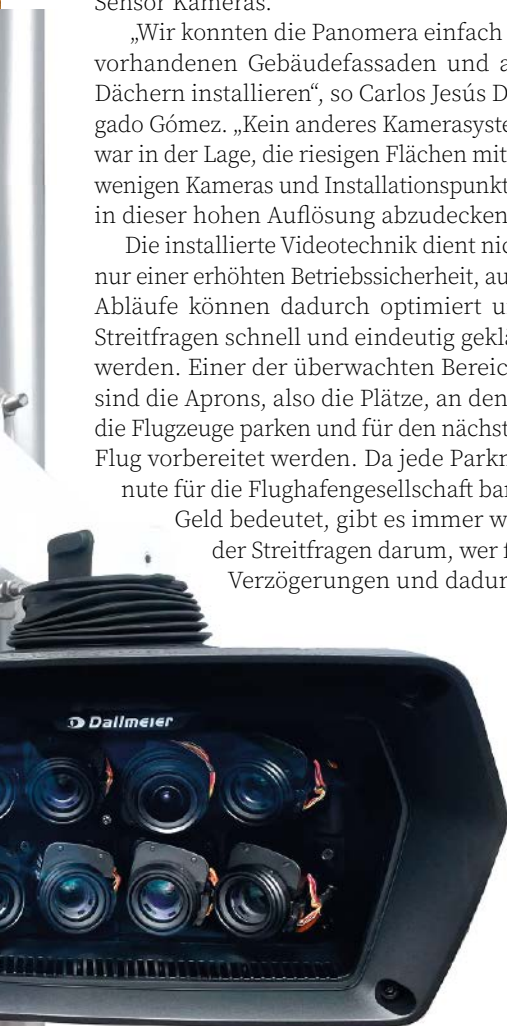 Sensor Kameras.
„Wir konnten die Panomera einfach
vorhandenen Gebäudefassaden und a
Dächern installieren“, so Carlos Jesús D
gado Gómez. „Kein anderes Kamerasyste
war in der Lage, die riesigen Flächen mit
wenigen Kameras und Installationspunkt
in dieser hohen Auflösung abzudecken
Die installierte Videotechnik dient nic
nur einer erhöhten Betriebssicherheit, au
Abläufe können dadurch optimiert u
Streitfragen schnell und eindeutig geklä
werden. Einer der überwachten Bereic
sind die Aprons, also die Plätze, an den
die Flugzeuge parken und für den nächst
Flug vorbereitet werden. Da jede Parkm
nute für die Flughafengesellschaft bar
Geld bedeutet, gibt es immer w
der Streitfragen darum, wer f
Verzögerungen und dadur
Dallmeier